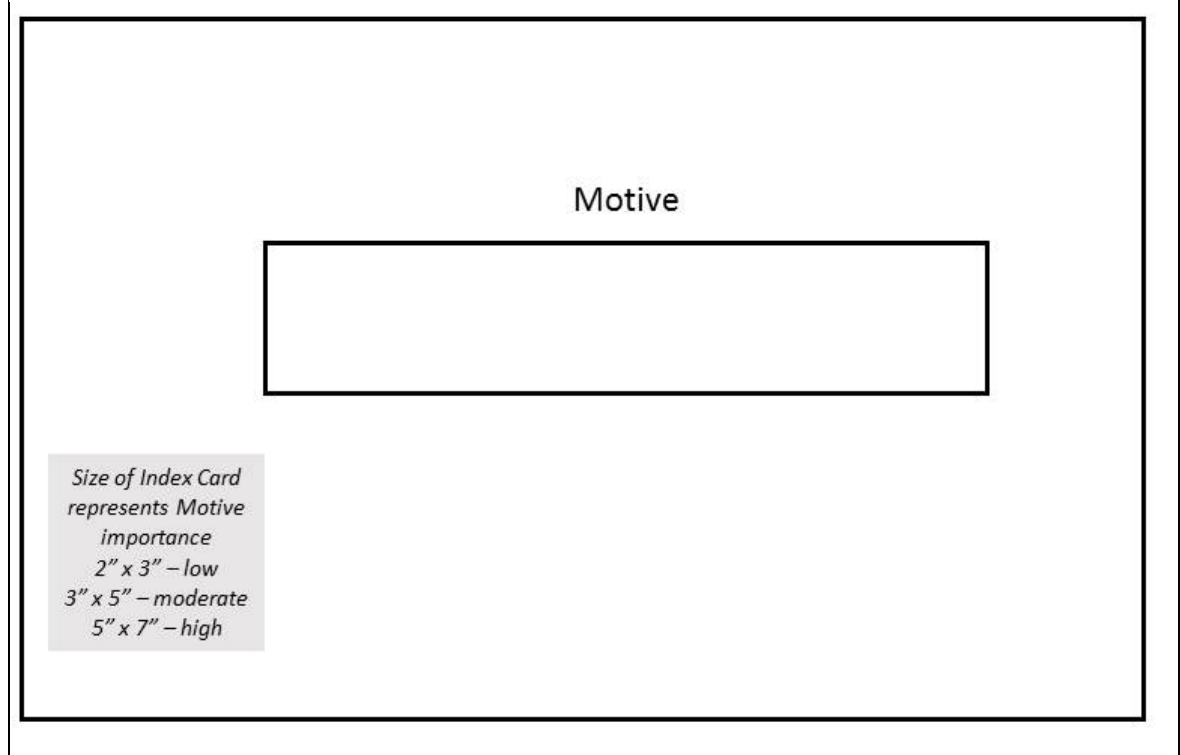 Motive
Size of Index Card
represents Motive
importance
2” x 3” – low
3” x 5” – moderate
5” x 7” – high